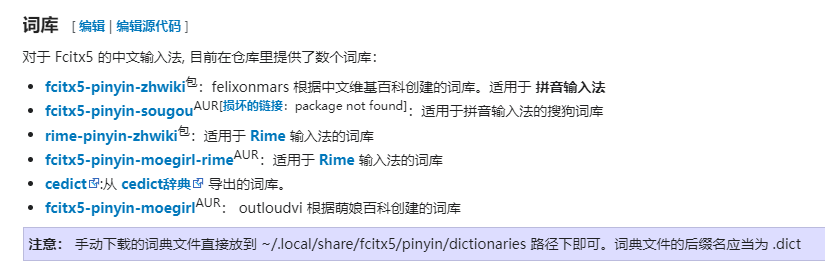 词库 [ 编辑 | 编辑源代码 ]
对于 Fcitx5 的中文输入法, 目前在仓库里提供了数个词库：
fcitx5-pinyin-zhwiki包：felixonmars 根据中文维基百科创建的词库。适用于 拼音输入法
fcitx5-pinyin-sougouAUR[损坏的链接：package not found]：适用于拼音输入法的搜狗词库
rime-pinyin-zhwiki包：适用于 Rime 输入法的词库
fcitx5-pinyin-moegirl-rimeAUR：适用于 Rime 输入法的词库
cedict:从 cedict辞典 导出的词库。
fcitx5-pinyin-moegirlAUR： outloudvi 根据萌娘百科创建的词库
注意： 手动下载的词典文件直接放到 ~/.local/share/fcitx5/pinyin/dictionaries 路径下即可。词典文件的后缀名应当为 .dict